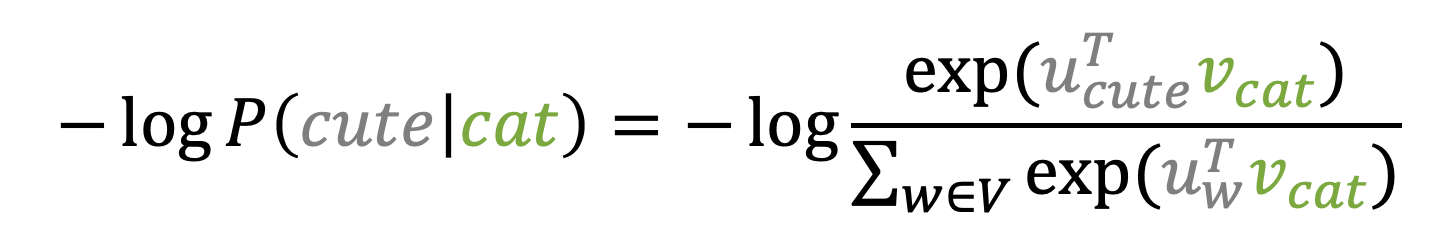 − log P(cute|cat) = − log exp(u_cute^T v_cat) / ∑_{w∈V} exp(u_w^T v_cat)